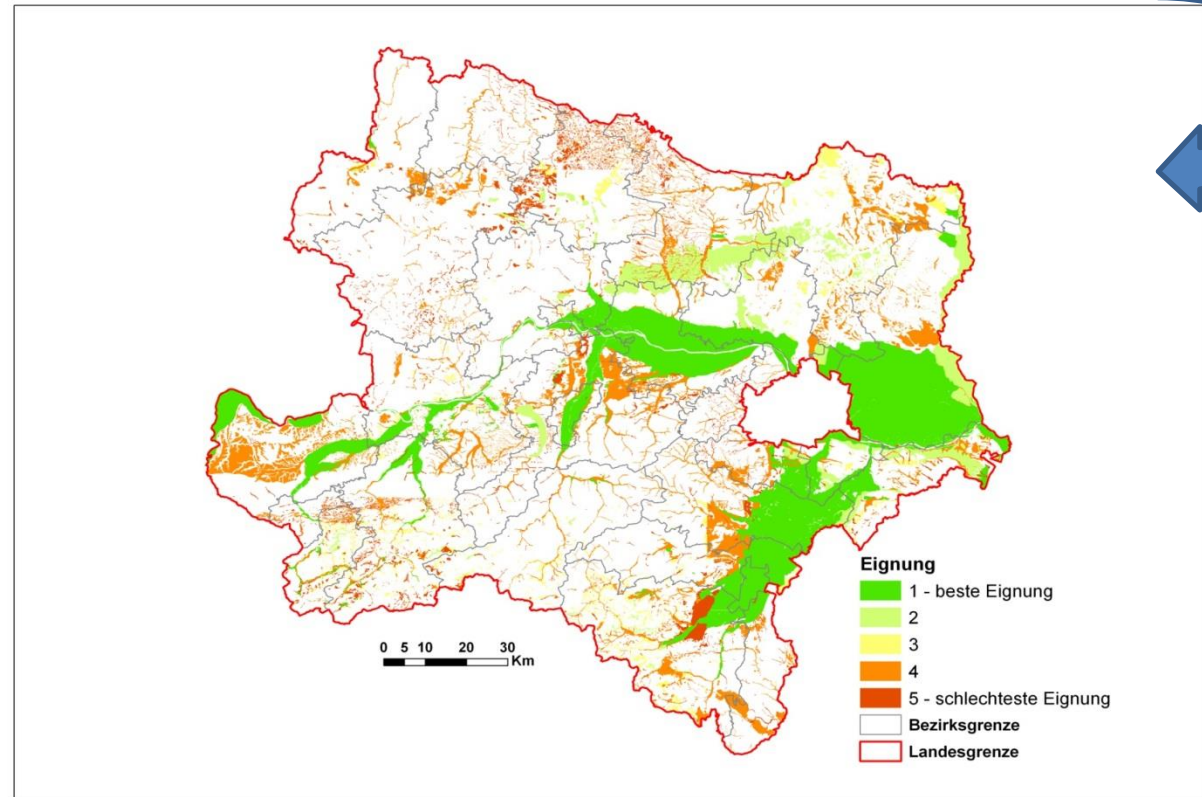 Eignung
1 - beste Eignung
2
3
4
5 - schlechteste Eignung
Bezirksgrenze
Landesgrenze
0 5 10 20 30
Km